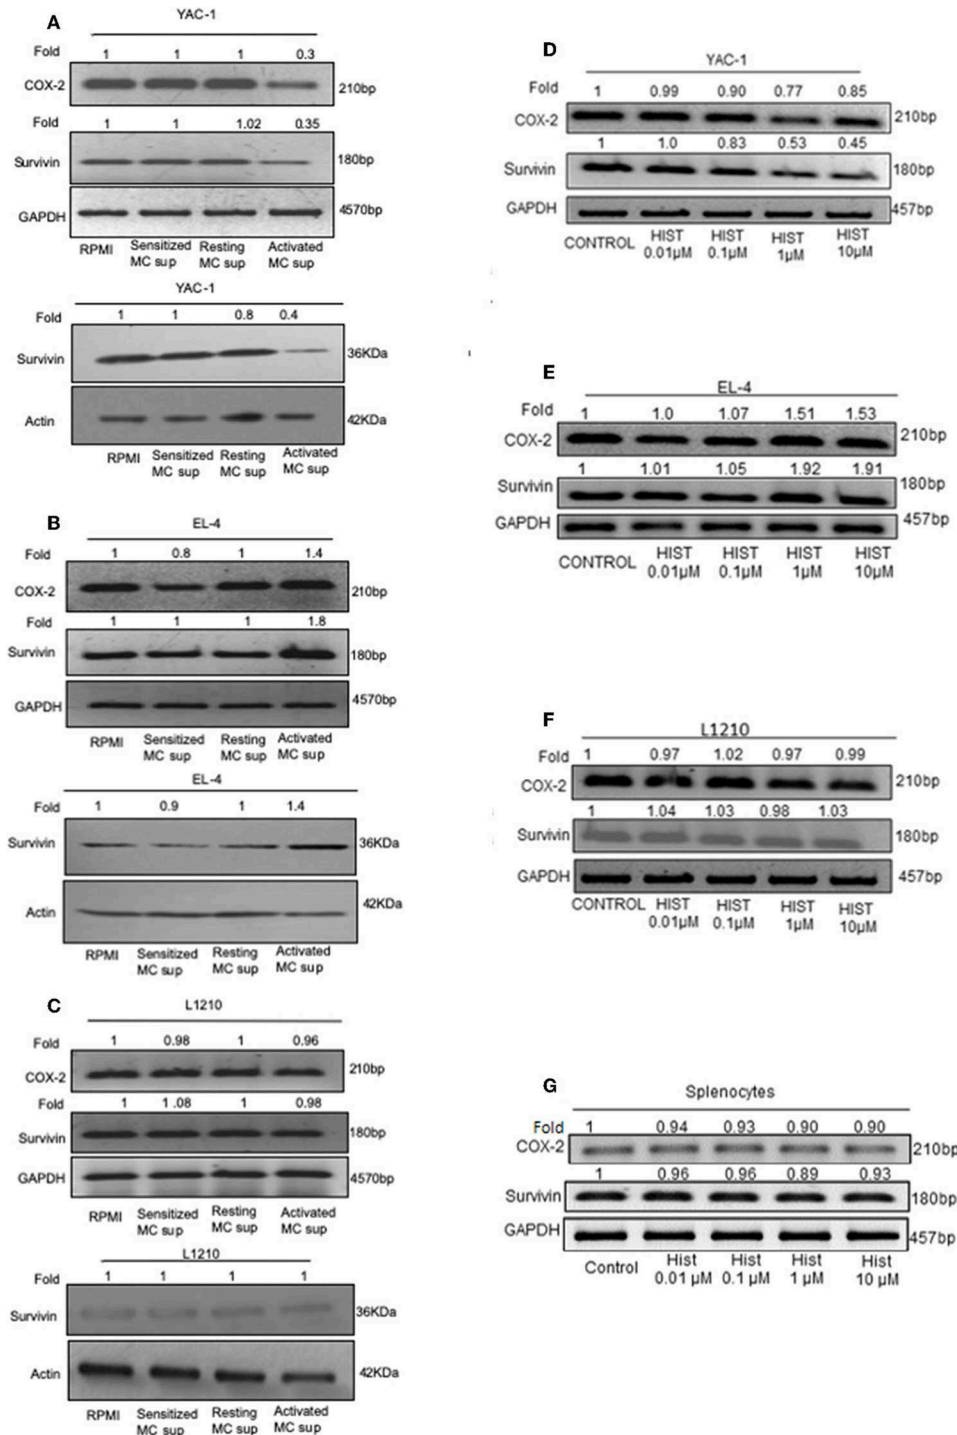 A
YAC-1
Fold 1 1 1 0.3
COX-2 210bp
Fold 1 1 1.02 0.35
Survivin 180bp
GAPDH 4570bp
RPMI Sensitized Resting Activated
MC sup MC sup MC sup
YAC-1
Fold 1 1 0.8 0.4
Survivin 36KDa
Actin 42KDa
RPMI Sensitized Resting Activated
MC sup MC sup MC sup
B
EL-4
Fold 1 0.8 1 1.4
COX-2 210bp
Fold 1 1 1 1.8
Survivin 180bp
GAPDH 4570bp
RPMI Sensitized Resting Activated
MC sup MC sup MC sup
EL-4
Fold 1 0.9 1 1.4
Survivin 36KDa
Actin 42KDa
RPMI Sensitized Resting Activated
MC sup MC sup MC sup
C
L1210
Fold 1 0.98 1 0.96
COX-2 210bp
Fold 1 1.08 1 0.98
Survivin 180bp
GAPDH 4570bp
RPMI Sensitized Resting Activated
MC sup MC sup MC sup
L1210
Fold 1 1 1 1
Survivin 36KDa
Actin 42KDa
RPMI Sensitized Resting Activated
MC sup MC sup MC sup
D
YAC-1
Fold 1 0.99 0.90 0.77 0.85
COX-2 210bp
1 1.0 0.83 0.53 0.45
Survivin 180bp
GAPDH 457bp
CONTROL HIST HIST HIST HIST
0.01µM 0.1µM 1µM 10µM
E
EL-4
Fold 1 1.0 1.07 1.51 1.53
COX-2 210bp
1 1.01 1.05 1.92 1.91
Survivin 180bp
GAPDH 457bp
CONTROL HIST HIST HIST HIST
0.01µM 0.1µM 1µM 10µM
F
L1210
Fold 1 0.97 1.02 0.97 0.99
COX-2 210bp
1 1.04 1.03 0.98 1.03
Survivin 180bp
GAPDH 457bp
CONTROL HIST HIST HIST HIST
0.01µM 0.1µM 1µM 10µM
G
Splenocytes
Fold 1 0.94 0.93 0.90 0.90
COX-2 210bp
1 0.96 0.96 0.89 0.93
Survivin 180bp
GAPDH 457bp
Control Hist Hist Hist Hist
0.01 µM 0.1 µM 1 µM 10 µM